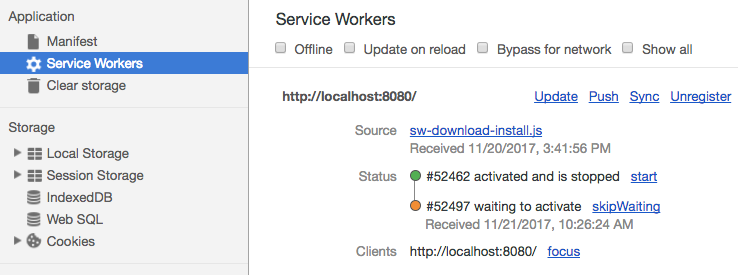 Application
Manifest
Service Workers
Clear storage
Storage
Local Storage
Session Storage
IndexedDB
Web SQL
Cookies
Service Workers
Offline Update on reload Bypass for network Show all
http://localhost:8080/ Update Push Sync Unregister
Source sw-download-install.js
Received 11/20/2017, 3:41:56 PM
Status #52462 activated and is stopped start
#52497 waiting to activate skipWaiting
Received 11/21/2017, 10:26:24 AM
Clients http://localhost:8080/ focus